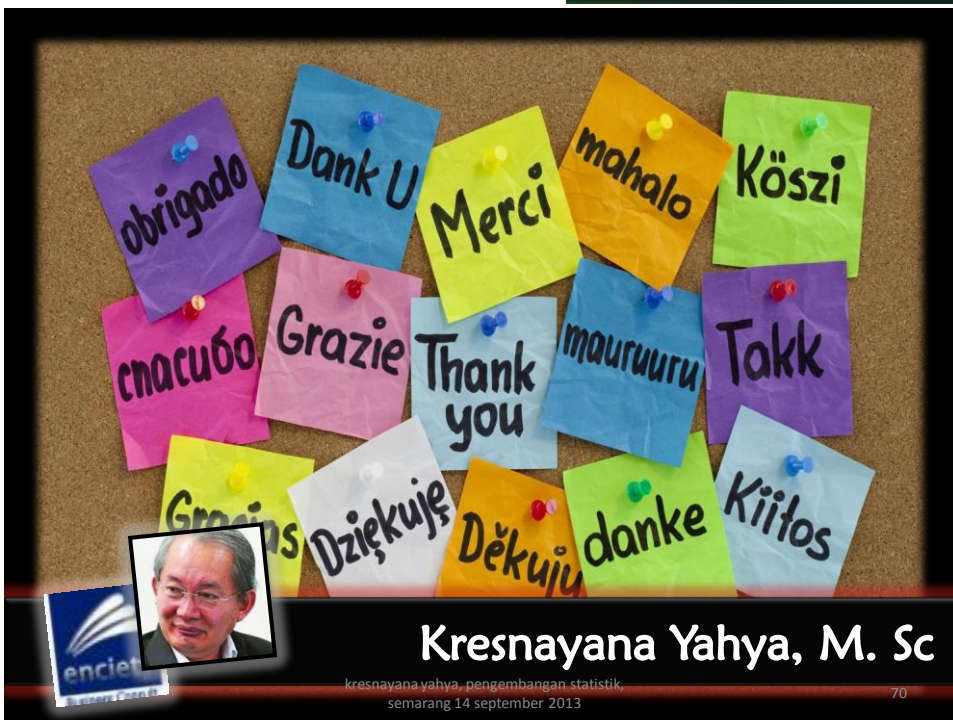 obrigado
Dank U
Merci
mahalo
Köszi
спасибо
Grazie
Thank
you
mauruuru
Takk
Gracias
Dziękuję
Děkuju
danke
Kiitos
Kresnayana Yahya, M. Sc
kresnayana yahya, pengembangan statistik,
semarang 14 september 2013
70